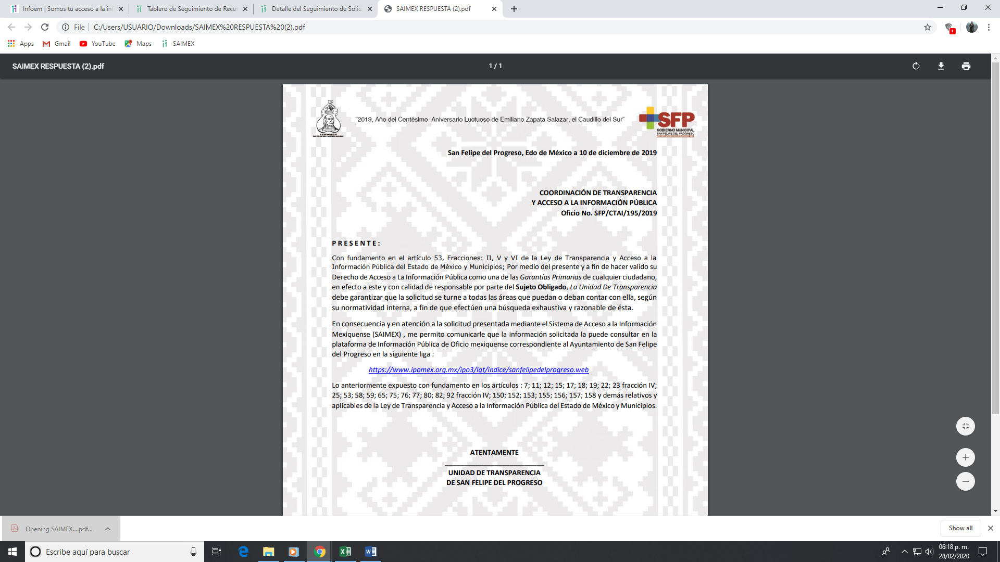 Infoem | Somos tu acceso a la inf
Tablero de Seguimiento de Recur
Detalle del Seguimiento de Solici
SAIMEX RESPUESTA (2).pdf
File
C:/Users/USUARIO/Downloads/SAIMEX%20RESPUESTA%20(2).pdf
Apps
Gmail
YouTube
Maps
SAIMEX
SAIMEX RESPUESTA (2).pdf
1 / 1
"2019, Año del Centésimo Aniversario Luctuoso de Emiliano Zapata Salazar, el Caudillo del Sur"
SFP
GOBIERNO MUNICIPAL
SAN FELIPE DEL PROGRESO
San Felipe del Progreso, Edo de México a 10 de diciembre de 2019
COORDINACIÓN DE TRANSPARENCIA
Y ACCESO A LA INFORMACIÓN PÚBLICA
Oficio No. SFP/CTAI/195/2019
P R E S E N T E :
Con fundamento en el artículo 53, Fracciones: II, V y VI de la Ley de Transparencia y Acceso a la
Información Pública del Estado de México y Municipios; Por medio del presente y a fin de hacer valido su
Derecho de Acceso a La Información Pública como una de las Garantías Primarias de cualquier ciudadano,
en efecto a este y con calidad de responsable por parte del Sujeto Obligado, La Unidad De Transparencia
debe garantizar que la solicitud se turne a todas las áreas que puedan o deban contar con ella, según
su normatividad interna, a fin de que efectúen una búsqueda exhaustiva y razonable de ésta.
En consecuencia y en atención a la solicitud presentada mediante el Sistema de Acceso a la Información
Mexiquense (SAIMEX) , me permito comunicarle que la información solicitada la puede consultar en la
plataforma de Información Pública de Oficio mexiquense correspondiente al Ayuntamiento de San Felipe
del Progreso en la siguiente liga :
https://www.ipomex.org.mx/ipo3/lgt/indice/sanfelipedelprogreso.web
Lo anteriormente expuesto con fundamento en los artículos : 7; 11; 12; 15; 17; 18; 19; 22; 23 fracción IV;
25; 53; 58; 59; 65; 75; 76; 77; 80; 82; 92 fracción IV; 150; 152; 153; 155; 156; 157; 158 y demás relativos y
aplicables de la Ley de Transparencia y Acceso a la Información Pública del Estado de México y Municipios.
ATENTAMENTE
UNIDAD DE TRANSPARENCIA
DE SAN FELIPE DEL PROGRESO
Opening SAIMEX....pdf...
Show all
Escribe aquí para buscar
06:18 p. m.
28/02/2020